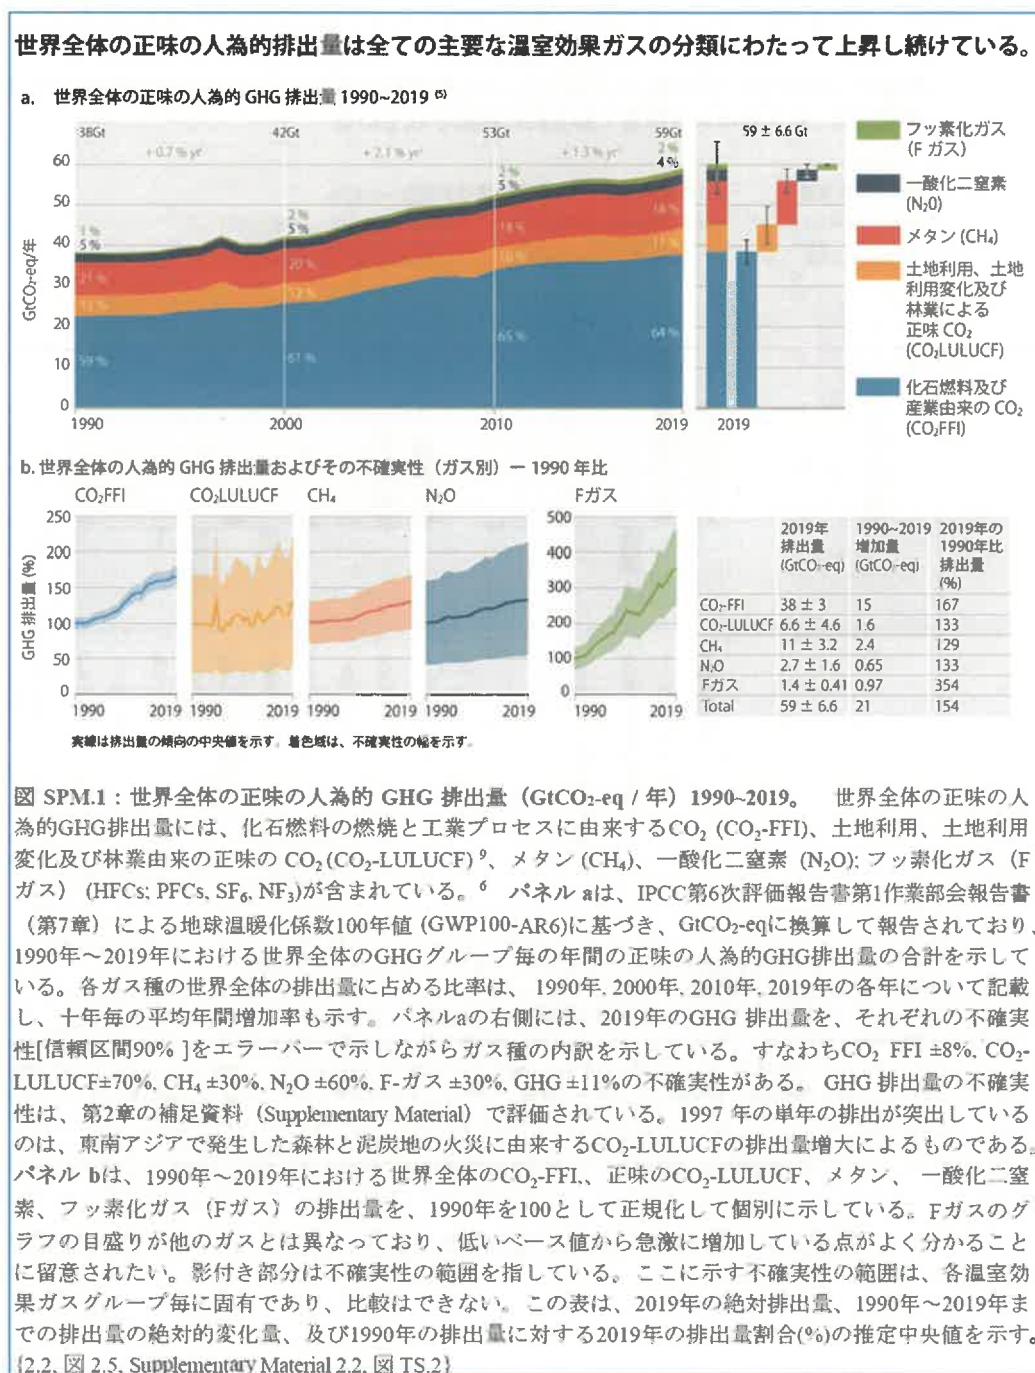 世界全体の正味の人為的排出量は全ての主要な温室効果ガスの分類にわたって上昇し続けている。
a. 世界全体の正味の人為的 GHG 排出量 1990~2019 (5)
38Gt 42Gt 53Gt 59Gt 59 ± 6.6 Gt
+0.7 % yr⁻¹ +2.1 % yr⁻¹ +1.3 % yr⁻¹
GtCO₂-eq/年
60
50
40
30
20
10
0
1% 2% 2% 2%
5% 5% 5% 4%
21% 20% 18% 18%
13% 12% 10% 11%
59% 61% 65% 64%
1990 2000 2010 2019 2019
フッ素化ガス
(F ガス)
一酸化二窒素
(N₂0)
メタン (CH₄)
土地利用、土地
利用変化及び
林業による
正味 CO₂
(CO₂LULUCF)
化石燃料及び
産業由来の CO₂
(CO₂FFI)
b. 世界全体の人為的 GHG 排出量およびその不確実性（ガス別）— 1990 年比
CO₂FFI CO₂LULUCF CH₄ N₂O Fガス
GHG 排出量 (%)
250
200
150
100
50
0
500
400
300
200
100
0
1990 2019 1990 2019 1990 2019 1990 2019 1990 2019
2019年 1990~2019 2019年の
排出量 増加量 1990年比
(GtCO₂-eq) (GtCO₂-eq) 排出量
(%)
CO₂-FFI 38 ± 3 15 167
CO₂-LULUCF 6.6 ± 4.6 1.6 133
CH₄ 11 ± 3.2 2.4 129
N₂O 2.7 ± 1.6 0.65 133
Fガス 1.4 ± 0.41 0.97 354
Total 59 ± 6.6 21 154
実線は排出量の傾向の中央値を示す。着色域は、不確実性の幅を示す。
図 SPM.1 : 世界全体の正味の人為的 GHG 排出量（GtCO₂-eq / 年）1990~2019。 世界全体の正味の人
為的GHG排出量には、化石燃料の燃焼と工業プロセスに由来するCO₂ (CO₂-FFI)、土地利用、土地利用
変化及び林業由来の正味の CO₂(CO₂-LULUCF) ⁹、メタン (CH₄)、一酸化二窒素 (N₂O); フッ素化ガス（F
ガス） (HFCs; PFCs, SF₆, NF₃)が含まれている。⁶ パネル aは、IPCC第6次評価報告書第1作業部会報告書
（第7章）による地球温暖化係数100年値 (GWP100-AR6)に基づき、GtCO₂-eqに換算して報告されており、
1990年～2019年における世界全体のGHGグループ毎の年間の正味の人為的GHG排出量の合計を示して
いる。各ガス種の世界全体の排出量に占める比率は、 1990年, 2000年, 2010年, 2019年の各年について記載
し、十年毎の平均年間増加率も示す。パネルaの右側には、2019年のGHG 排出量を、それぞれの不確実
性[信頼区間90% ]をエラーバーで示しながらガス種の内訳を示している。すなわちCO₂ FFI ±8%, CO₂-
LULUCF±70%, CH₄ ±30%, N₂O ±60%, F-ガス ±30%, GHG ±11%の不確実性がある。 GHG 排出量の不確実
性は、第2章の補足資料（Supplementary Material）で評価されている。1997 年の単年の排出が突出している
のは、東南アジアで発生した森林と泥炭地の火災に由来するCO₂-LULUCFの排出量増大によるものである。
パネル bは、1990年～2019年における世界全体のCO₂-FFI,、正味のCO₂-LULUCF、メタン、 一酸化二窒
素、フッ素化ガス（Fガス）の排出量を、1990年を100として正規化して個別に示している。Fガスのグ
ラフの目盛りが他のガスとは異なっており、低いベース値から急激に増加している点がよく分かること
に留意されたい。影付き部分は不確実性の範囲を指している。ここに示す不確実性の範囲は、各温室効
果ガスグループ毎に固有であり、比較はできない。この表は、2019年の絶対排出量、1990年～2019年ま
での排出量の絶対的変化量、及び1990年の排出量に対する2019年の排出量割合(%)の推定中央値を示す。
{2.2, 図 2.5, Supplementary Material 2.2, 図 TS.2}